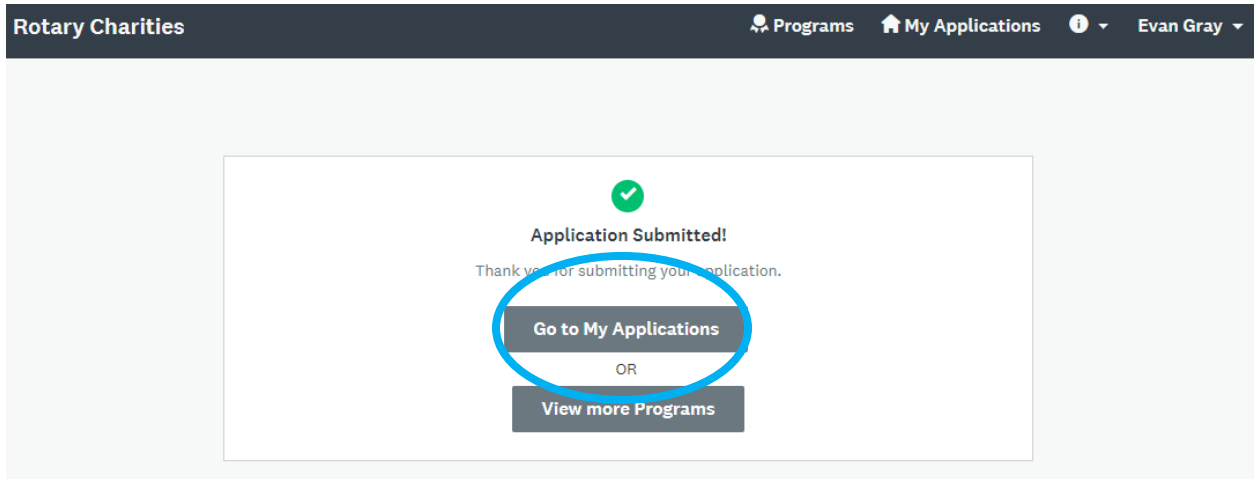 Rotary Charities
Programs
My Applications
Evan Gray
Application Submitted!
Thank you for submitting your application.
Go to My Applications
OR
View more Programs